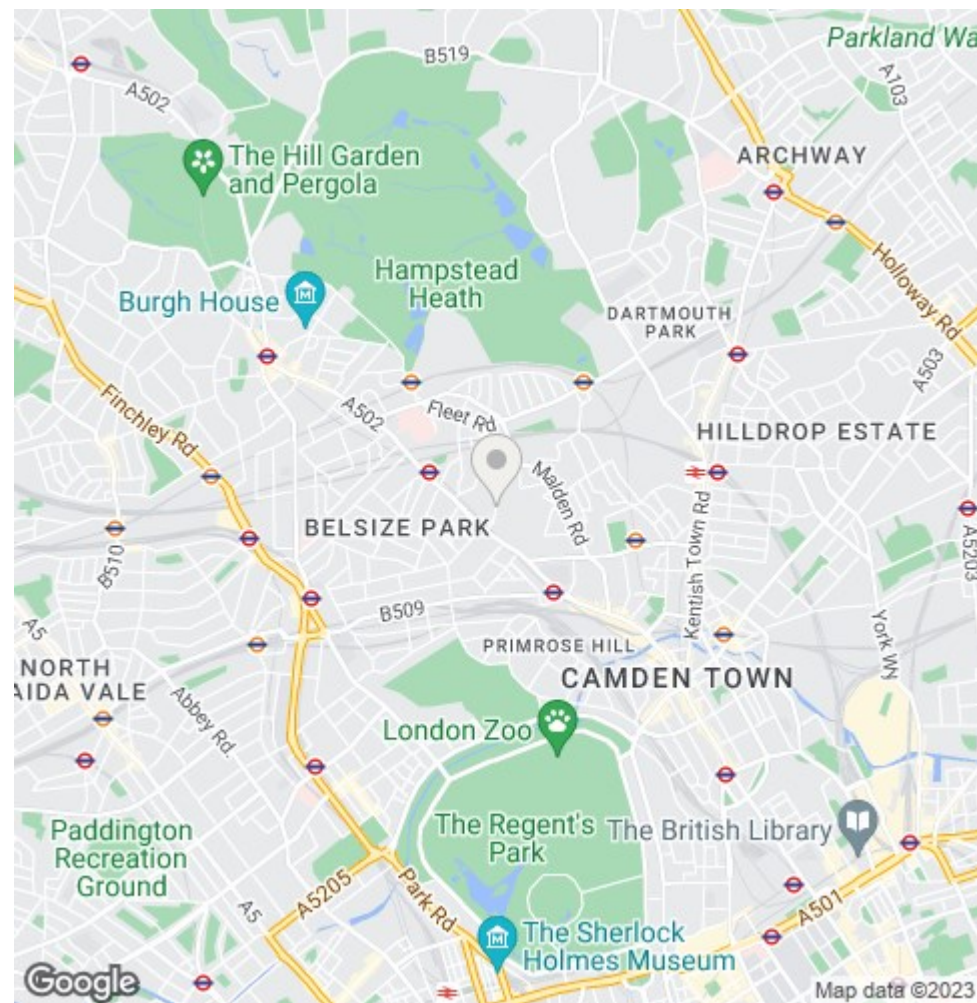 Parkland Wa
B519
A103
A502
The Hill Garden
and Pergola
ARCHWAY
Hampstead
Heath
Holloway Rd
Burgh House
DARTMOUTH
PARK
A503
Finchley Rd
A502
Fleet Rd
HILLDROP ESTATE
Malden Rd
BELSIZE PARK
Kentish Town Rd
A5203
B510
B509
A5
York WN
PRIMROSE HILL
NORTH
AIDA VALE
CAMDEN TOWN
Abbey Rd.
London Zoo
The Regent's
Park
The British Library
Paddington
Recreation
Ground
A5205
Park Rd
A5
A501
The Sherlock
Holmes Museum
Google
Map data ©2023